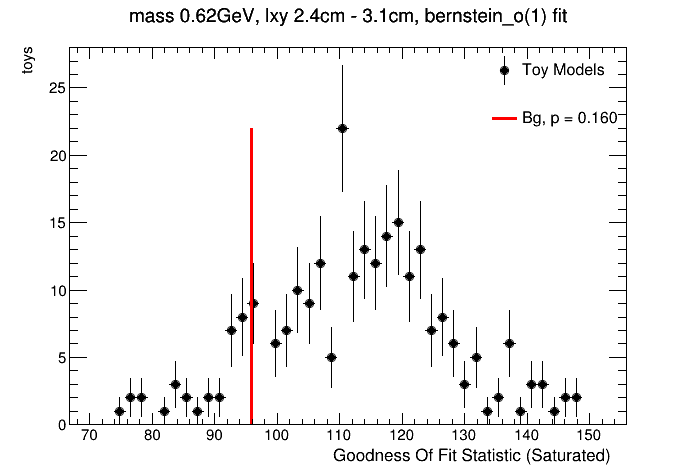 mass 0.62GeV, lxy 2.4cm - 3.1cm, bernstein_o(1) fit
toys
Toy Models
Bg, p = 0.160
25
20
15
10
5
0
70 80 90 100 110 120 130 140 150
Goodness Of Fit Statistic (Saturated)